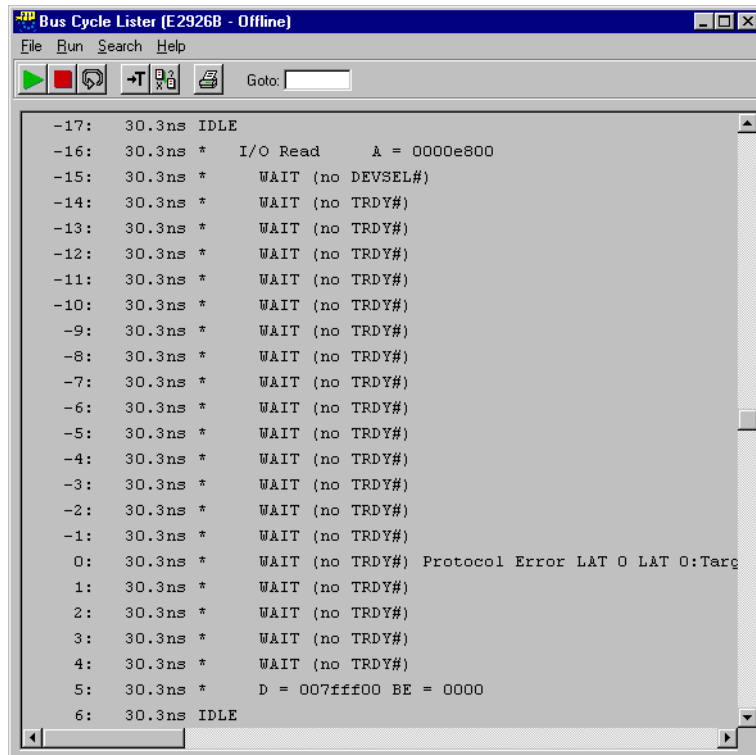 Bus Cycle Lister (E2926B - Offline)
File Run Search Help
Goto:
-17: 30.3ns IDLE
-16: 30.3ns * I/O Read A = 0000e800
-15: 30.3ns * WAIT (no DEVSEL#)
-14: 30.3ns * WAIT (no TRDY#)
-13: 30.3ns * WAIT (no TRDY#)
-12: 30.3ns * WAIT (no TRDY#)
-11: 30.3ns * WAIT (no TRDY#)
-10: 30.3ns * WAIT (no TRDY#)
-9: 30.3ns * WAIT (no TRDY#)
-8: 30.3ns * WAIT (no TRDY#)
-7: 30.3ns * WAIT (no TRDY#)
-6: 30.3ns * WAIT (no TRDY#)
-5: 30.3ns * WAIT (no TRDY#)
-4: 30.3ns * WAIT (no TRDY#)
-3: 30.3ns * WAIT (no TRDY#)
-2: 30.3ns * WAIT (no TRDY#)
-1: 30.3ns * WAIT (no TRDY#)
0: 30.3ns * WAIT (no TRDY#) Protocol Error LAT 0 LAT 0:Targ
1: 30.3ns * WAIT (no TRDY#)
2: 30.3ns * WAIT (no TRDY#)
3: 30.3ns * WAIT (no TRDY#)
4: 30.3ns * WAIT (no TRDY#)
5: 30.3ns * D = 007fff00 BE = 0000
6: 30.3ns IDLE